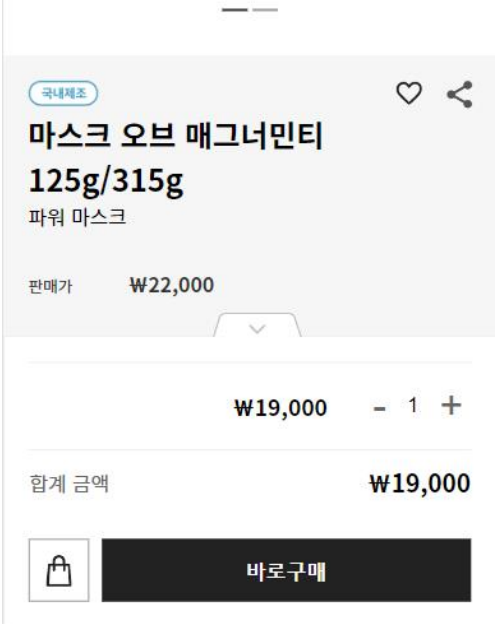 국내제조
마스크 오브 매그너민티
125g/315g
파워 마스크
판매가 ₩22,000
₩19,000 - 1 +
합계 금액 ₩19,000
바로구매